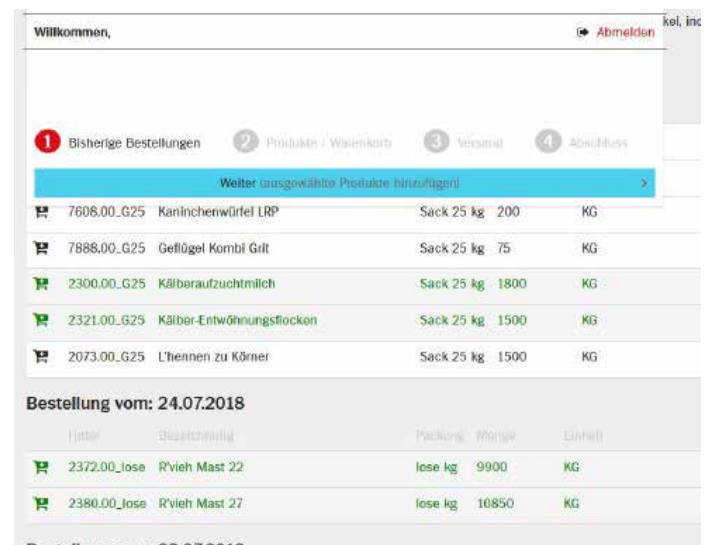 Willkommen, Abmelden
kel, inc
1 Bisherige Bestellungen 2 Produkte / Warenkorb 3 Versand 4 Abschluss
Weiter (ausgewählte Produkte hinzufügen) >
7608.00_G25 Kaninchenwürfel LRP Sack 25 kg 200 KG
7888.00_G25 Geflügel Kombi Grit Sack 25 kg 75 KG
2300.00_G25 Kälberaufzuchtmilch Sack 25 kg 1800 KG
2321.00_G25 Kälber-Entwöhnungsflocken Sack 25 kg 1500 KG
2073.00_G25 L'hennen zu Körner Sack 25 kg 1500 KG
Bestellung vom: 24.07.2018
Futter Bezeichnung Packung Menge Einheit
2372.00_lose R'vieh Mast 22 lose kg 9900 KG
2380.00_lose R'vieh Mast 27 lose kg 10850 KG